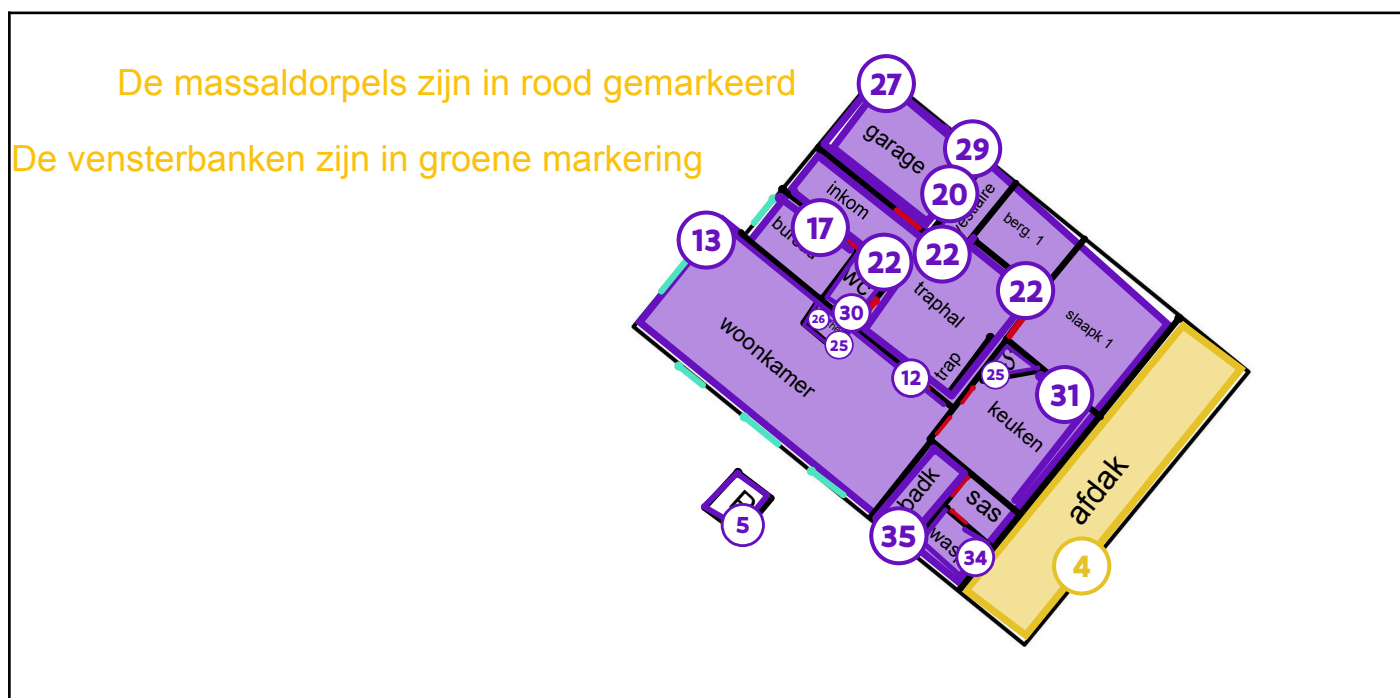 De massaldorpels zijn in rood gemarkeerd
De vensterbanken zijn in groene markering
27
garage
29
20
inkom
17
13
22
22
berg. 1
22
WC
traphal
slaapk 1
26
30
25
woonkamer
trap
12
25
S
31
keuken
afdak
badk
sas
5
35
34
4